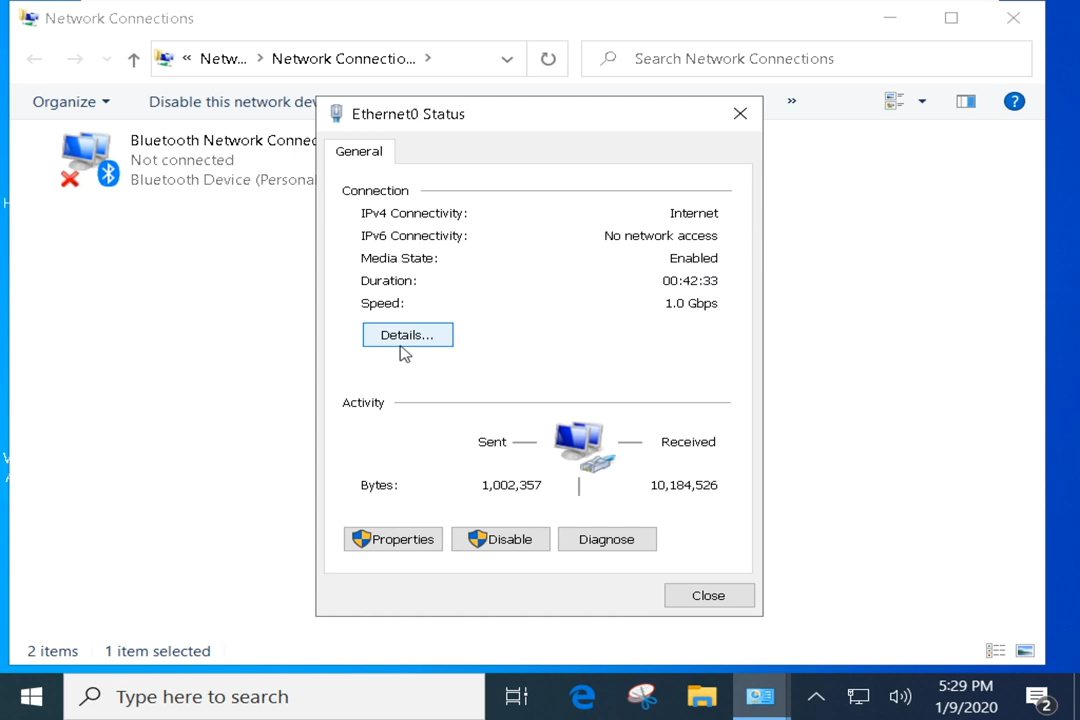 Network Connections
« Netw... > Network Connectio... >
Search Network Connections
Organize
Disable this network dev
»
?
Bluetooth Network Connec
Not connected
Bluetooth Device (Personal
Ethernet0 Status
General
Connection
IPv4 Connectivity: Internet
IPv6 Connectivity: No network access
Media State: Enabled
Duration: 00:42:33
Speed: 1.0 Gbps
Details...
Activity
Sent — — Received
Bytes: 1,002,357 | 10,184,526
Properties Disable Diagnose
Close
2 items 1 item selected
Type here to search
5:29 PM
1/9/2020
2